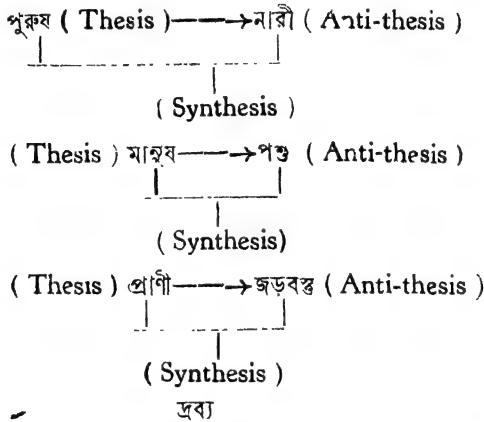 পুরুষ ( Thesis )——→নারী ( Anti-thesis )
( Synthesis )
( Thesis ) মানুষ——→পশু ( Anti-thesis )
( Synthesis)
( Thesis ) প্রাণী——→জড়বস্তু ( Anti-thesis )
( Synthesis )
দ্রব্য